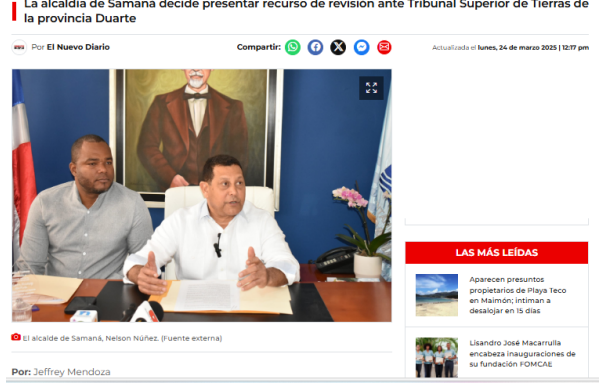 La alcaldía de Samaná decide presentar recurso de revisión ante Tribunal Superior de Tierras de
la provincia Duarte
Por El Nuevo Diario
Compartir:
Actualizada el lunes, 24 de marzo 2025 | 12:17 pm
El alcalde de Samaná, Nelson Núñez. (Fuente externa)
Por: Jeffrey Mendoza
LAS MÁS LEÍDAS
Aparecen presuntos
propietarios de Playa Teco
en Maimón; intiman a
desalojar en 15 días
Lisandro José Macarrulla
encabeza inauguraciones de
su fundación FOMCAE